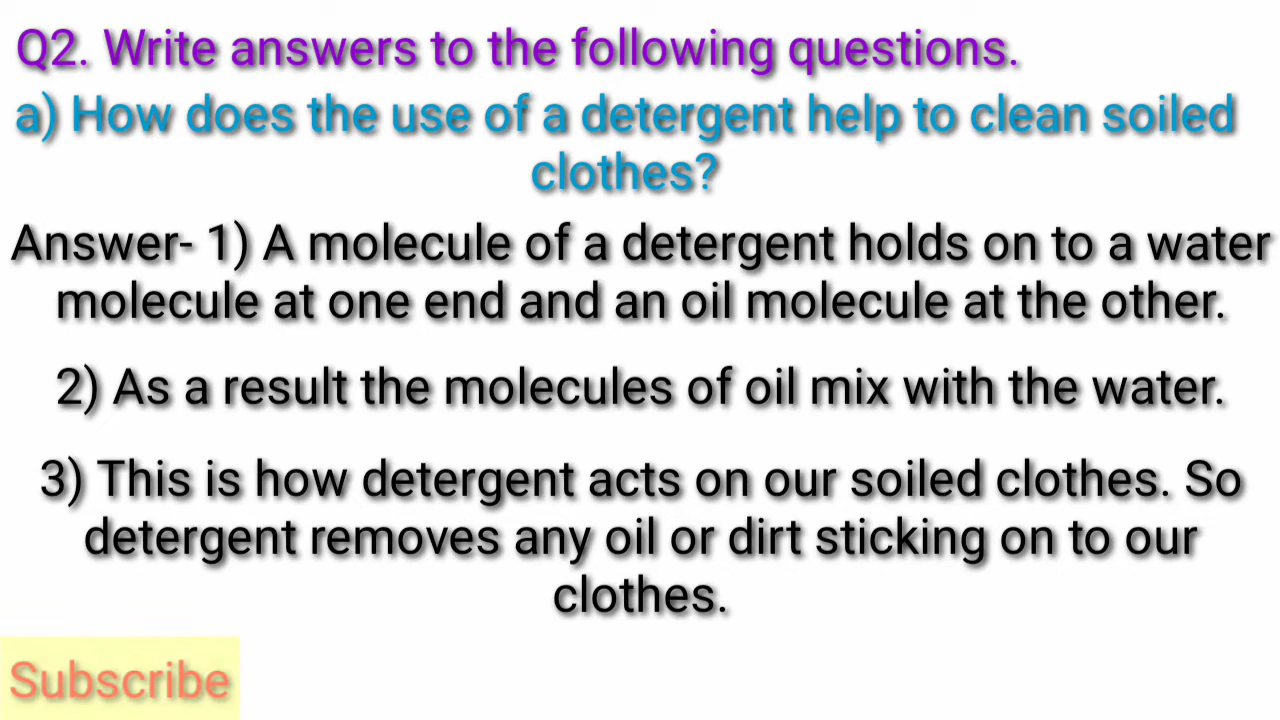 Q2. Write answers to the following questions.
a) How does the use of a detergent help to clean soiled
clothes?
Answer- 1) A molecule of a detergent holds on to a water
molecule at one end and an oil molecule at the other.
2) As a result the molecules of oil mix with the water.
3) This is how detergent acts on our soiled clothes. So
detergent removes any oil or dirt sticking on to our
clothes.
Subscribe